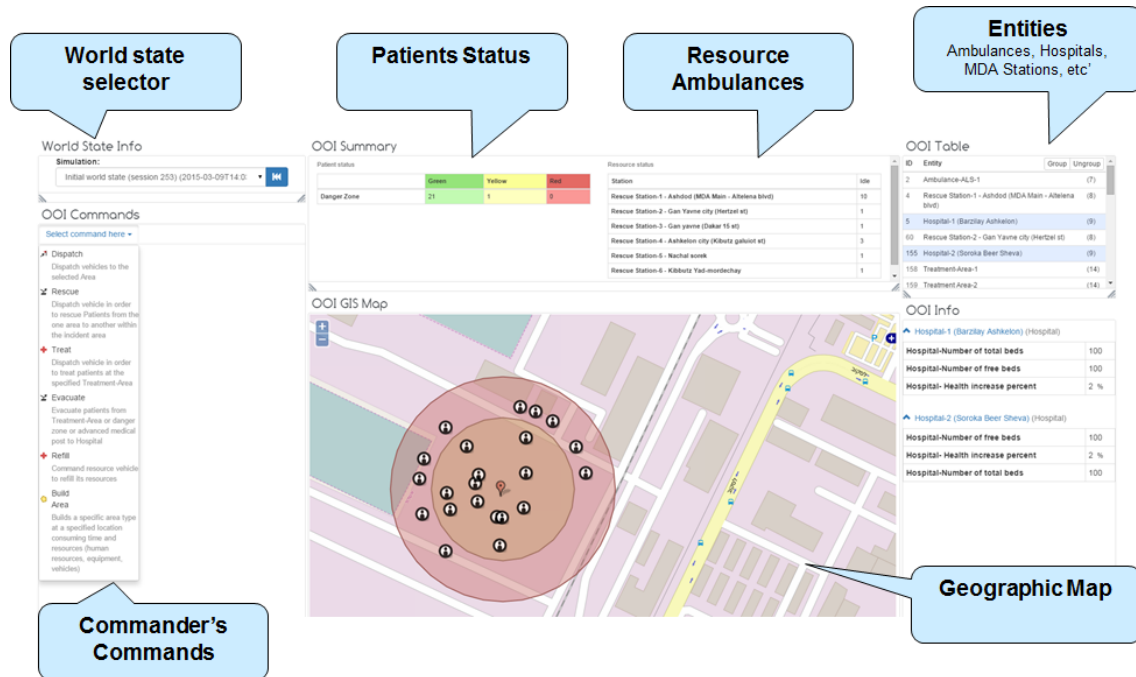 World state
selector
Patients Status
Resource
Ambulances
Entities
Ambulances, Hospitals,
MDA Stations, etc'
World State Info
Simulation:
Initial world state (session 253) (2015-03-09T14:0
OOI Commands
Select command here
Dispatch
Dispatch vehicles to the
selected Area
Rescue
Dispatch vehicle in order
to rescue Patients from the
one area to another within
the incident area
Treat
Dispatch vehicle in order
to treat patients at the
specified Treatment-Area
Evacuate
Evacuate patients from
Treatment-Area or danger
zone or advanced medical
post to Hospital
Refill
Command resource vehicle
to refill its resources
Build
Area
Builds a specific area type
at a specified location
consuming time and
resources (human
resources, equipment,
vehicles)
Commander's
Commands
OOI Summary
Patient status
Green Yellow Red
Danger Zone 21 1 0
Resource status
Station Idle
Rescue Station-1 - Ashdod (MDA Main - Altelena blvd) 10
Rescue Station-2 - Gan Yavne city (Hertzel st) 1
Rescue Station-3 - Gan yavne (Dakar 15 st) 1
Rescue Station-4 - Ashkelon city (Kibutz galuiot st) 3
Rescue Station-5 - Nachal sorek 1
Rescue Station-6 - Kibbutz Yad-mordechay 1
OOI GIS Map
+
−
P
Geographic Map
OOI Table
ID Entity Group Ungroup
2 Ambulance-ALS-1 (7)
4 Rescue Station-1 - Ashdod (MDA Main - Altelena (8)
blvd)
5 Hospital-1 (Barzilay Ashkelon) (9)
60 Rescue Station-2 - Gan Yavne city (Hertzel st) (8)
155 Hospital-2 (Soroka Beer Sheva) (9)
158 Treatment-Area-1 (14)
159 Treatment Area-2 (14)
OOI Info
Hospital-1 (Barzilay Ashkelon) (Hospital)
Hospital-Number of total beds 100
Hospital-Number of free beds 100
Hospital- Health increase percent 2 %
Hospital-2 (Soroka Beer Sheva) (Hospital)
Hospital-Number of free beds 100
Hospital- Health increase percent 2 %
Hospital-Number of total beds 100